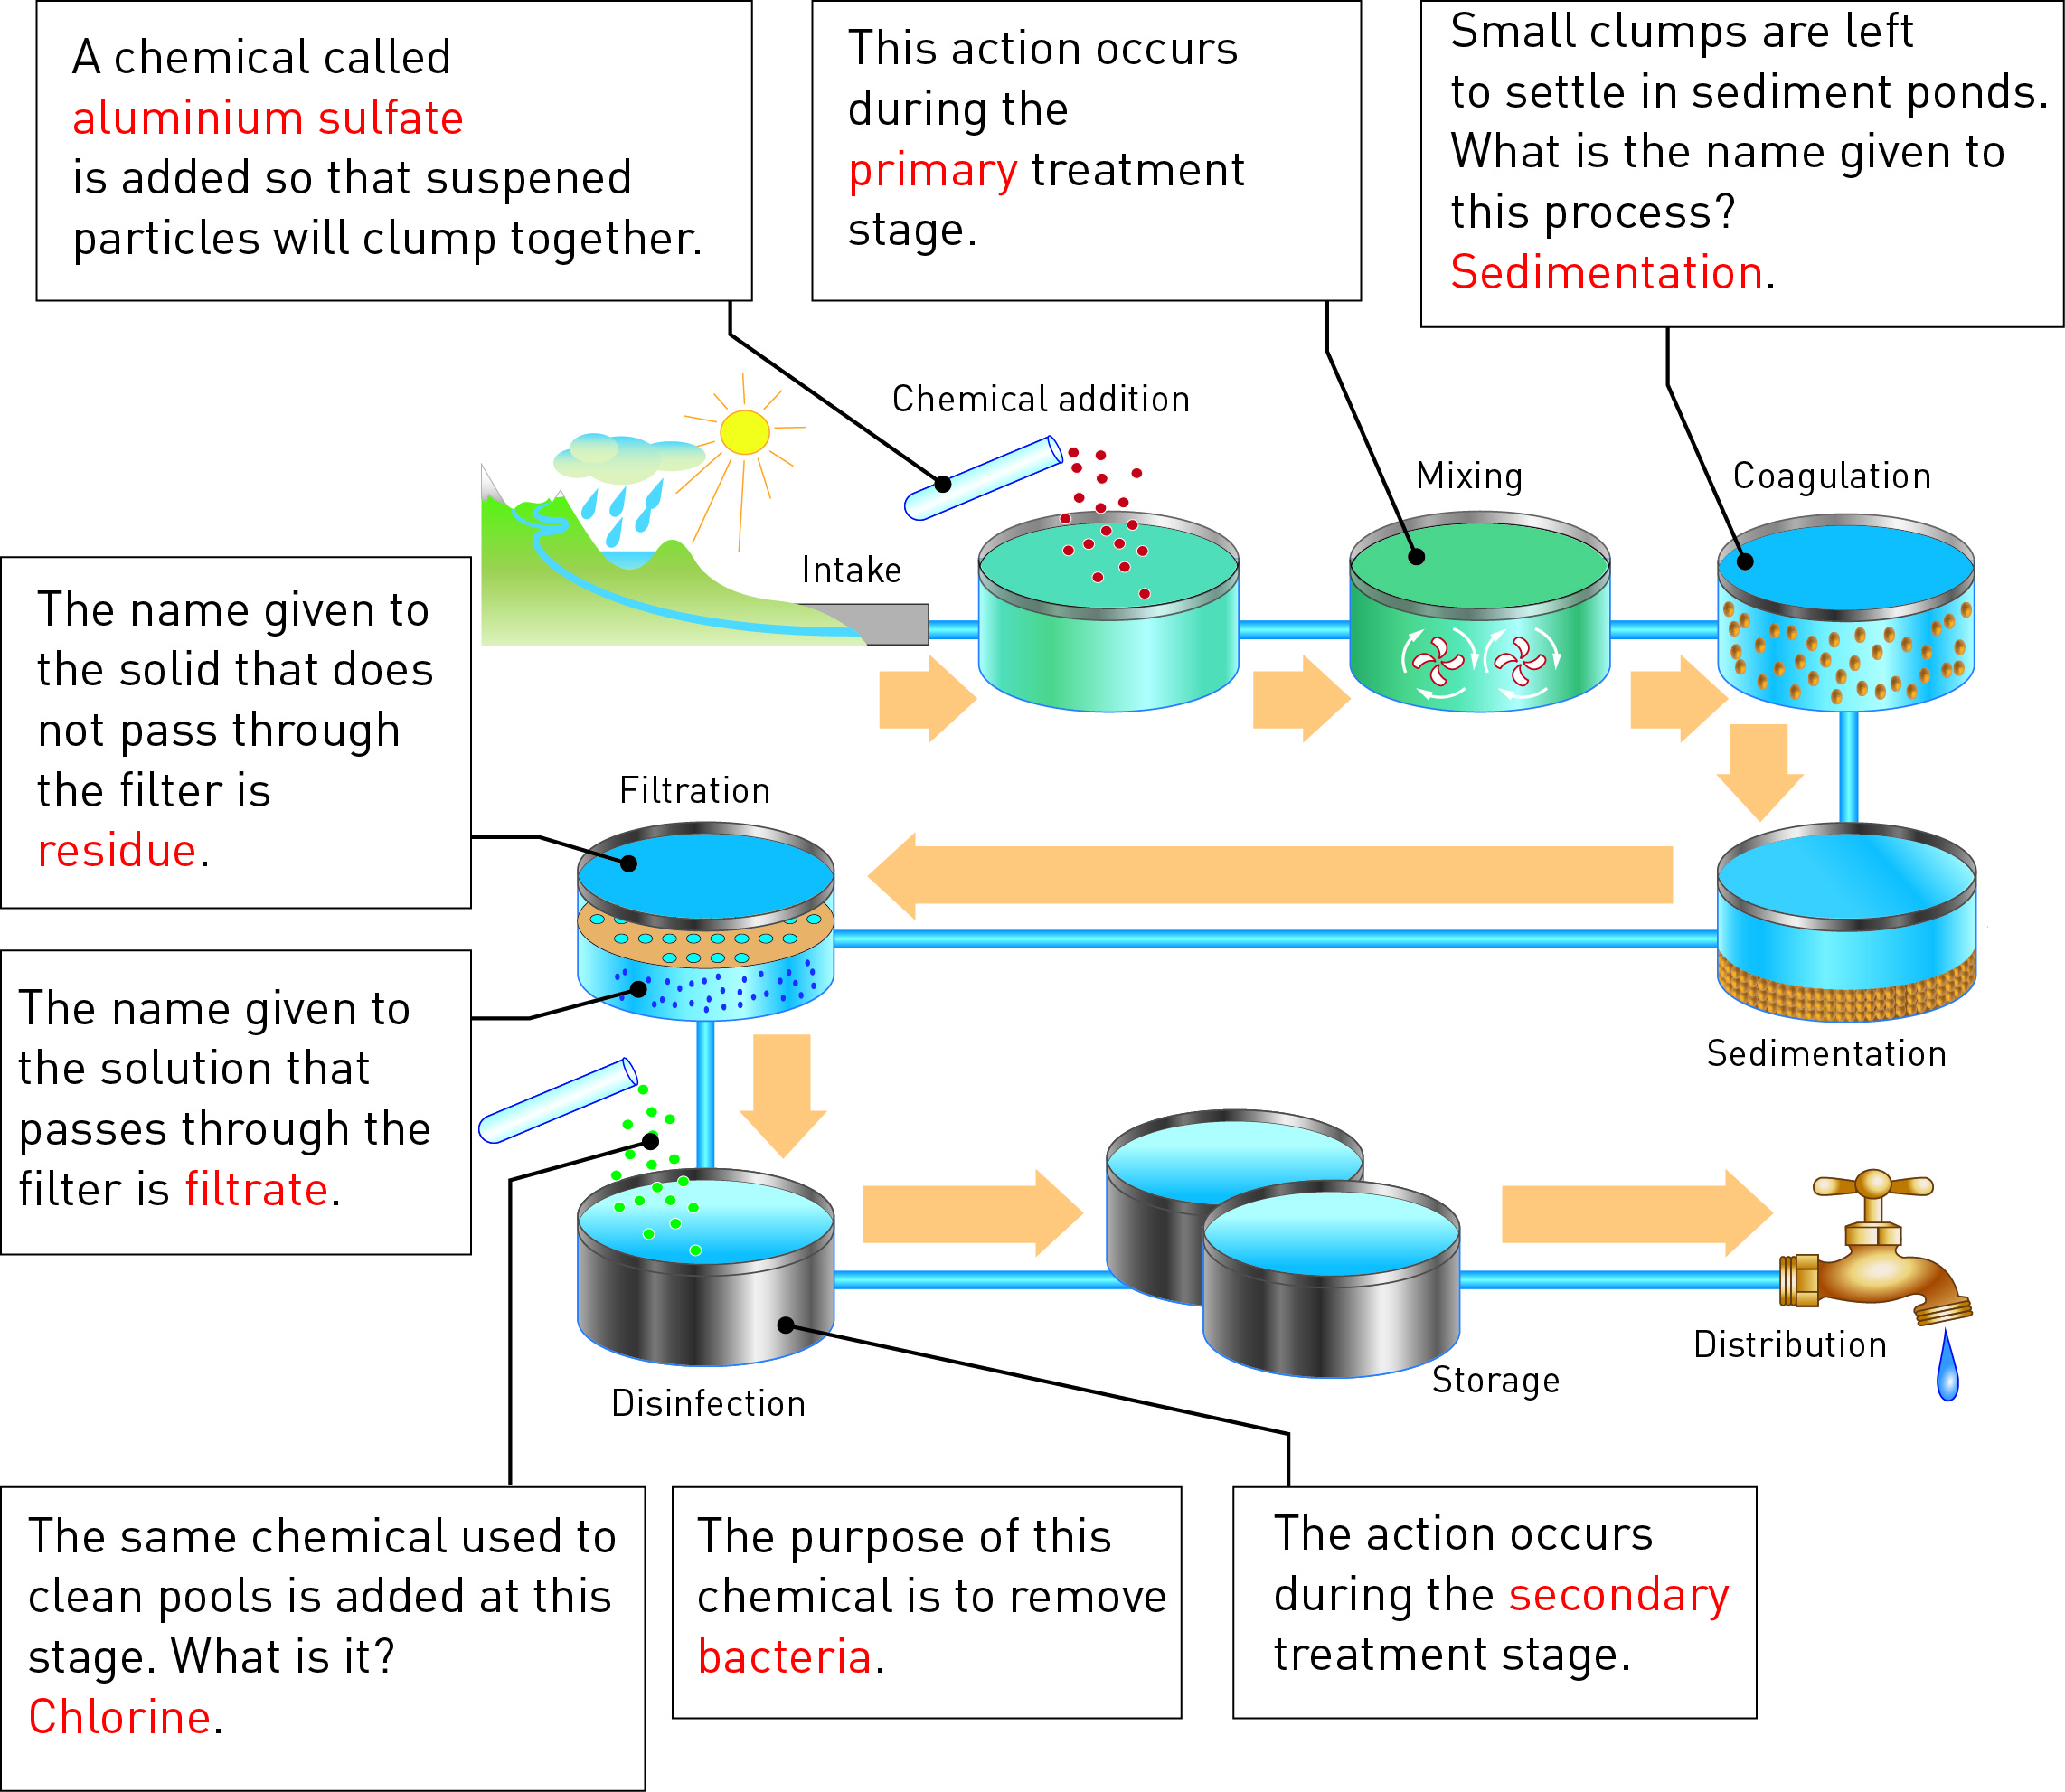 A chemical called
aluminium sulfate
is added so that suspened
particles will clump together.
This action occurs
during the
primary treatment
stage.
Small clumps are left
to settle in sediment ponds.
What is the name given to
this process?
Sedimentation.
Chemical addition
Mixing
Coagulation
Intake
The name given to
the solid that does
not pass through
the filter is
residue.
Filtration
The name given to
the solution that
passes through the
filter is filtrate.
Sedimentation
Disinfection
Storage
Distribution
The same chemical used to
clean pools is added at this
stage. What is it?
Chlorine.
The purpose of this
chemical is to remove
bacteria.
The action occurs
during the secondary
treatment stage.